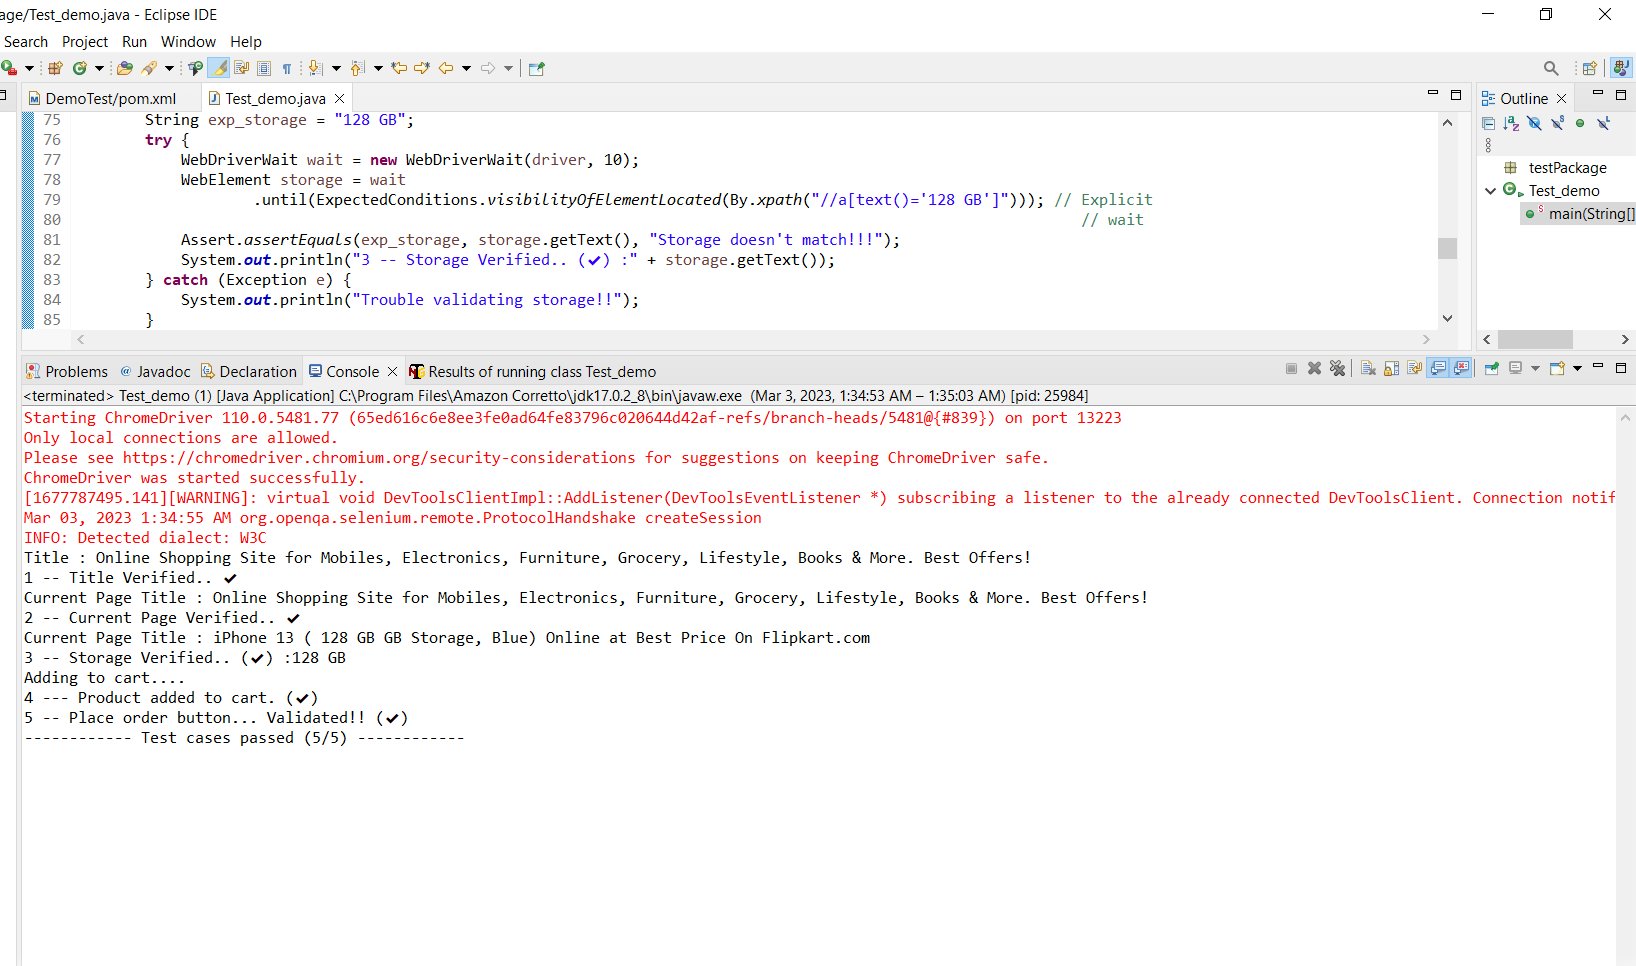 age/Test_demo.java - Eclipse IDE
Search Project Run Window Help
DemoTest/pom.xml Test_demo.java
Outline
75 String exp_storage = "128 GB";
76 try {
77 WebDriverWait wait = new WebDriverWait(driver, 10);
78 WebElement storage = wait
79 .until(ExpectedConditions.visibilityOfElementLocated(By.xpath("//a[text()='128 GB']"))); // Explicit
80 // wait
81 Assert.assertEquals(exp_storage, storage.getText(), "Storage doesn't match!!!");
82 System.out.println("3 -- Storage Verified.. (✔) :" + storage.getText());
83 } catch (Exception e) {
84 System.out.println("Trouble validating storage!!");
85 }
testPackage
Test_demo
main(String[]
Problems @ Javadoc Declaration Console Results of running class Test_demo
<terminated> Test_demo (1) [Java Application] C:\Program Files\Amazon Corretto\jdk17.0.2_8\bin\javaw.exe (Mar 3, 2023, 1:34:53 AM – 1:35:03 AM) [pid: 25984]
Starting ChromeDriver 110.0.5481.77 (65ed616c6e8ee3fe0ad64fe83796c020644d42af-refs/branch-heads/5481@{#839}) on port 13223
Only local connections are allowed.
Please see https://chromedriver.chromium.org/security-considerations for suggestions on keeping ChromeDriver safe.
ChromeDriver was started successfully.
[1677787495.141][WARNING]: virtual void DevToolsClientImpl::AddListener(DevToolsEventListener *) subscribing a listener to the already connected DevToolsClient. Connection notif
Mar 03, 2023 1:34:55 AM org.openqa.selenium.remote.ProtocolHandshake createSession
INFO: Detected dialect: W3C
Title : Online Shopping Site for Mobiles, Electronics, Furniture, Grocery, Lifestyle, Books & More. Best Offers!
1 -- Title Verified.. ✔
Current Page Title : Online Shopping Site for Mobiles, Electronics, Furniture, Grocery, Lifestyle, Books & More. Best Offers!
2 -- Current Page Verified.. ✔
Current Page Title : iPhone 13 ( 128 GB GB Storage, Blue) Online at Best Price On Flipkart.com
3 -- Storage Verified.. (✔) :128 GB
Adding to cart....
4 --- Product added to cart. (✔)
5 -- Place order button... Validated!! (✔)
------------ Test cases passed (5/5) ------------